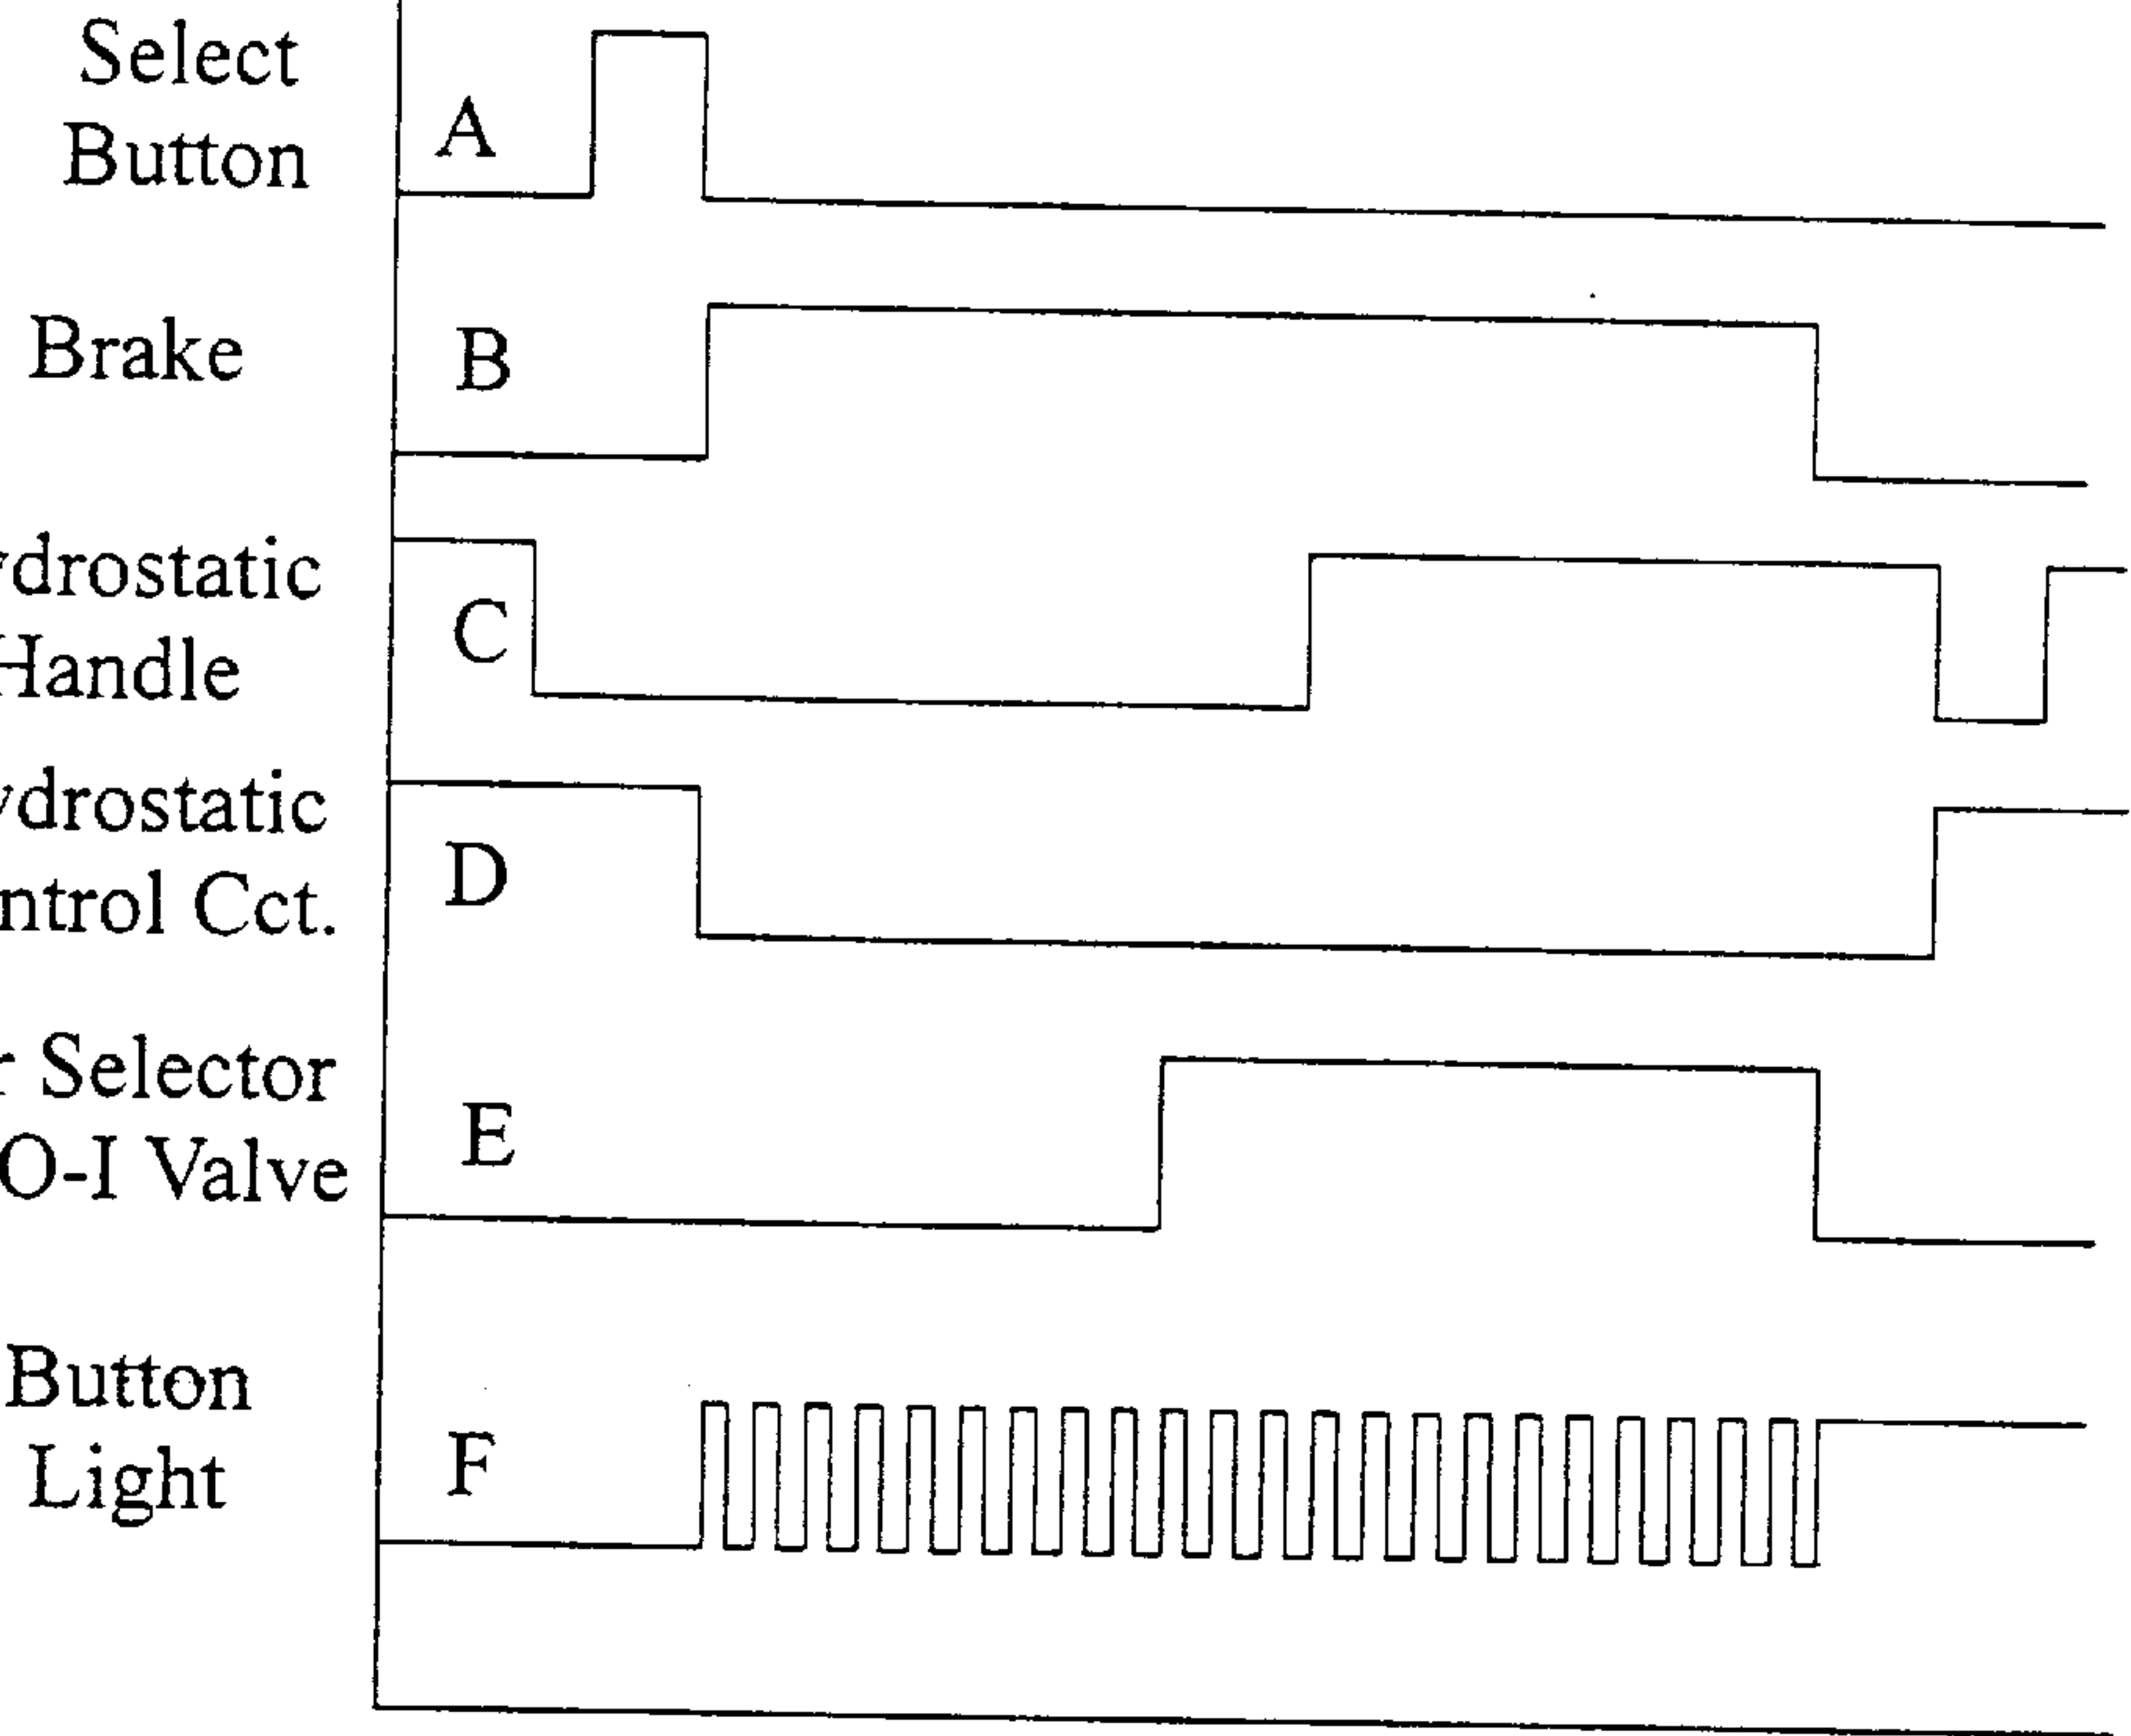 Select
Button
A
Brake
B
ydrostatic
Handle
C
ydrostatic
ntrol Cct.
D
r Selector
O-I Valve
E
Button
Light
F